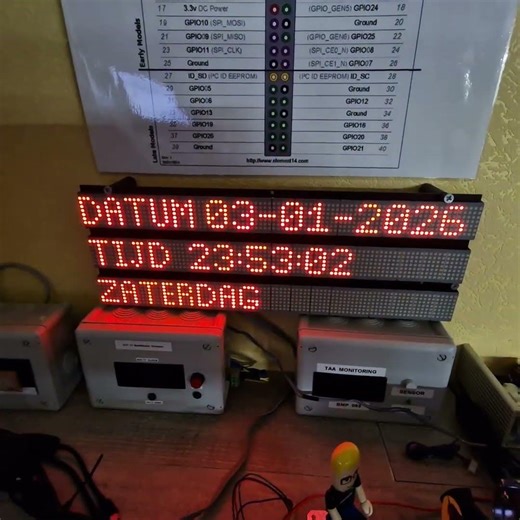 17 3.3v DC Power (GPIO_GEN5) GPIO24 18
19 GPIO10 (SPI_MOSI) Ground 20
21 GPIO09 (SPI_MISO) (GPIO_GEN6) GPIO25 22
23 GPIO11 (SPI_CLK) (SPI_CE0_N) GPIO08 24
25 Ground (SPI_CE1_N) GPIO07 26
27 ID_SD (I²C ID EEPROM) (I²C ID EEPROM) ID_SC 28
29 GPIO05 Ground 30
31 GPIO06 GPIO12 32
33 GPIO13 Ground 34
35 GPIO19 GPIO16 36
37 GPIO26 GPIO20 38
39 Ground GPIO21 40
Early Models
Late Models
http://www.element14.com
DATUM 03-01-2026
TIJD 23:53:02
ZATERDAG
TAA MONITORING
SENSOR